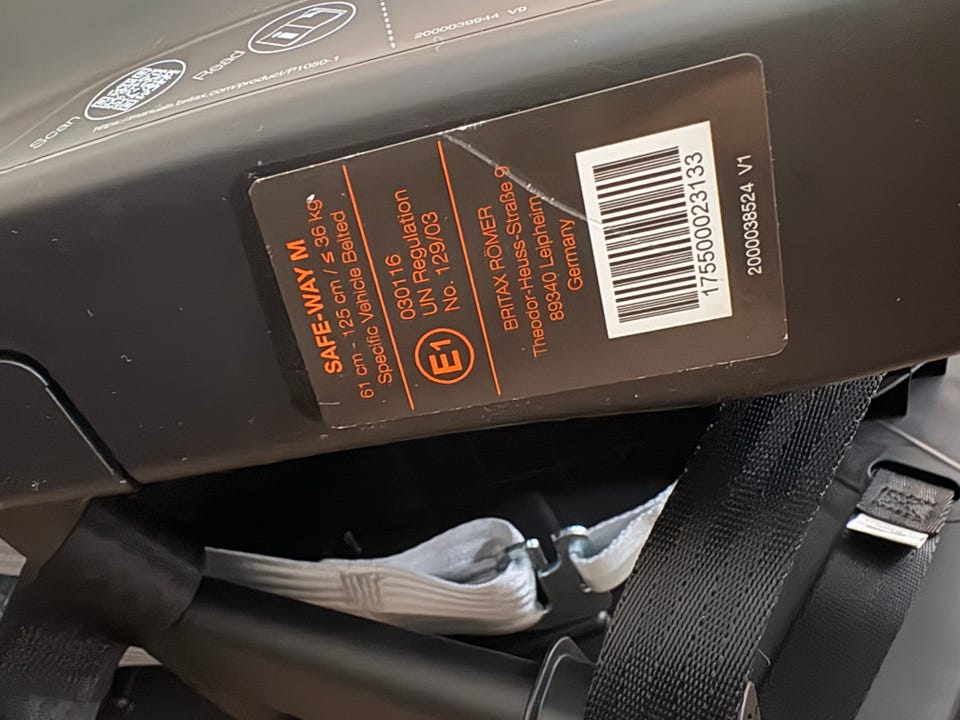 Scan
Read
https://manuals.britax.com/product/P1080-1
2000039944 V9
SAFE-WAY M
61 cm - 125 cm / ≤ 36 kg
Specific Vehicle Belted
E1
030116
UN Regulation
No. 129/03
BRITAX RÖMER
Theodor-Heuss-Straße 9
89340 Leipheim
Germany
1755000023133
2000038524 V1